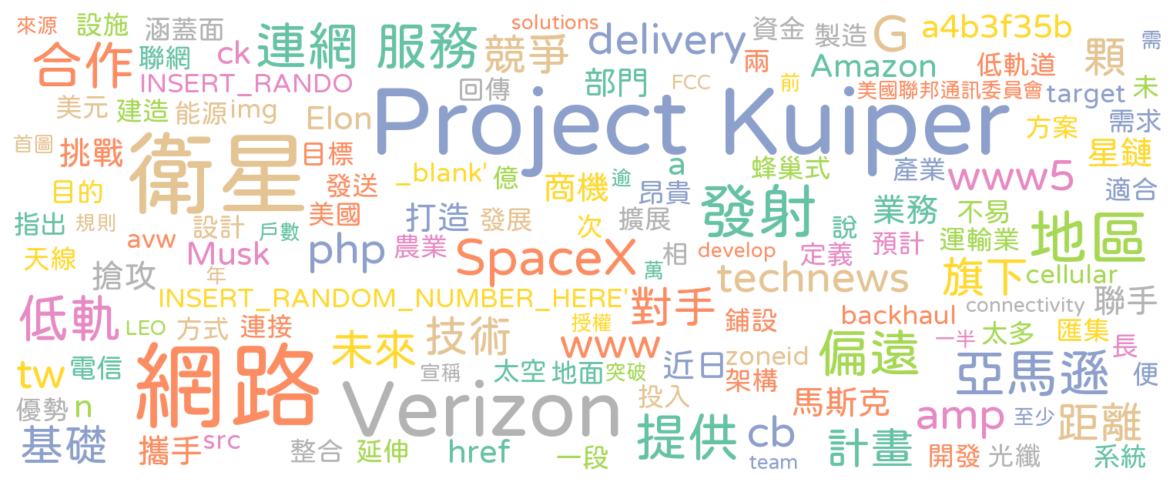 來源 設施 涵蓋面 solutions 資金 製造 G a4b3f35b 需
合作 聯網 ck 連網 服務 競爭 delivery 兩 Amazon 低軌道 顆
INSERT_RANDO 回傳 部門 FCC 前 美國聯邦通訊委員會 target 未
美元 建造 能源 img Elon Project Kuiper 方案 需求
首圖 挑戰 衛星 目標 _blank' 億 商機 逾 a 昂貴 蜂巢式 產業 www5 星鏈 適合
目的 發送 美國
指出 規則 設計 戶數 打造 發展 次 擴展 發射 說 業務 不易 地區
天線 avw Musk php 農業 SpaceX 相 develop 定義 預計 運輸業
搶攻 年 萬 technews 旗下 cellular
低軌 INSERT_RANDOM_NUMBER_HERE' 對手 backhaul connectivity 聯手
LEO 方式 連接 未來 技術 授權 www 鋪設 一半 太多 匯集 長
tw 電信 網路 宣稱 太空 地面 突破 近日 zoneid 架構 偏遠 亞馬遜 便
優勢 n Verizon 投入 馬斯克 amp 至少 距離
基礎 攜手 src 整合 延伸 href 一段 提供 cb team 計畫 開發 光纖 系統